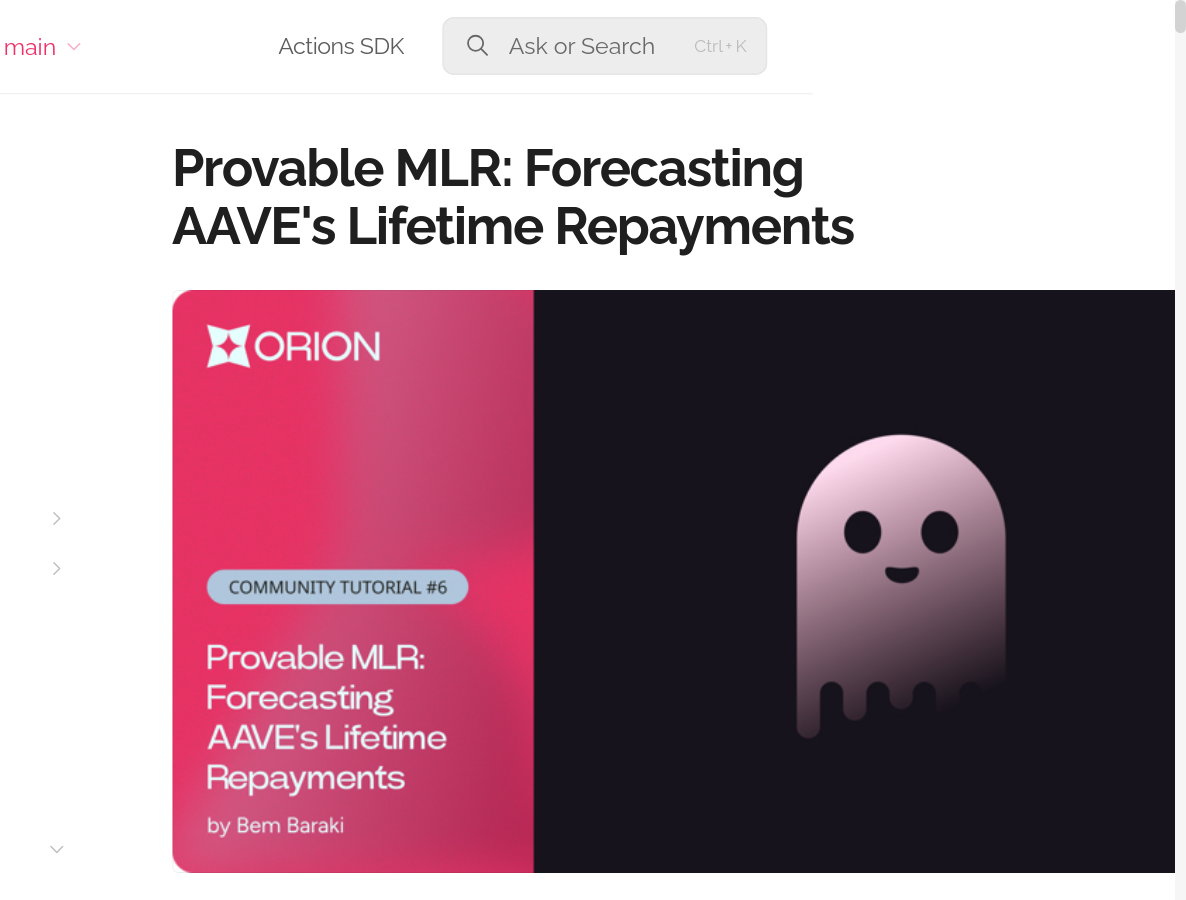 main
Actions SDK
Ask or Search
Ctrl + K
Provable MLR: Forecasting
AAVE's Lifetime Repayments
ORION
COMMUNITY TUTORIAL #6
Provable MLR:
Forecasting
AAVE's Lifetime
Repayments
by Bem Baraki